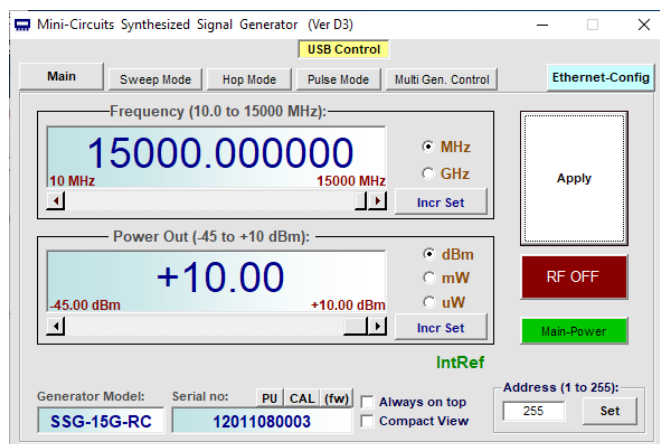 Mini-Circuits Synthesized Signal Generator (Ver D3)
USB Control
Main Sweep Mode Hop Mode Pulse Mode Multi Gen. Control Ethernet-Config
Frequency (10.0 to 15000 MHz):
15000.000000
10 MHz 15000 MHz
MHz
GHz
Incr Set
Apply
Power Out (-45 to +10 dBm):
+10.00
-45.00 dBm +10.00 dBm
dBm
mW
uW
Incr Set
RF OFF
Main-Power
IntRef
Generator Model: Serial no: PU CAL (fw)
SSG-15G-RC 12011080003
Always on top
Compact View
Address (1 to 255):
255 Set